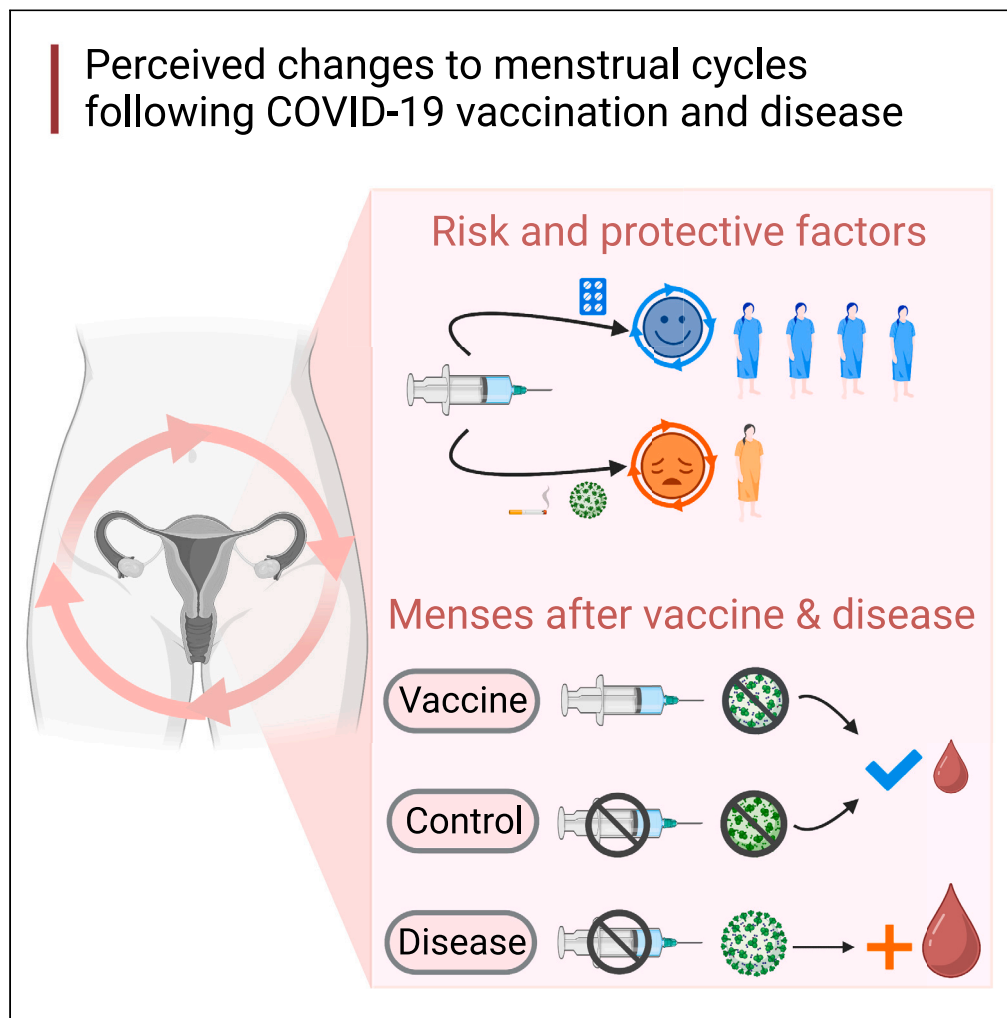 Perceived changes to menstrual cycles
following COVID-19 vaccination and disease
Risk and protective factors
Menses after vaccine & disease
Vaccine
Control
Disease